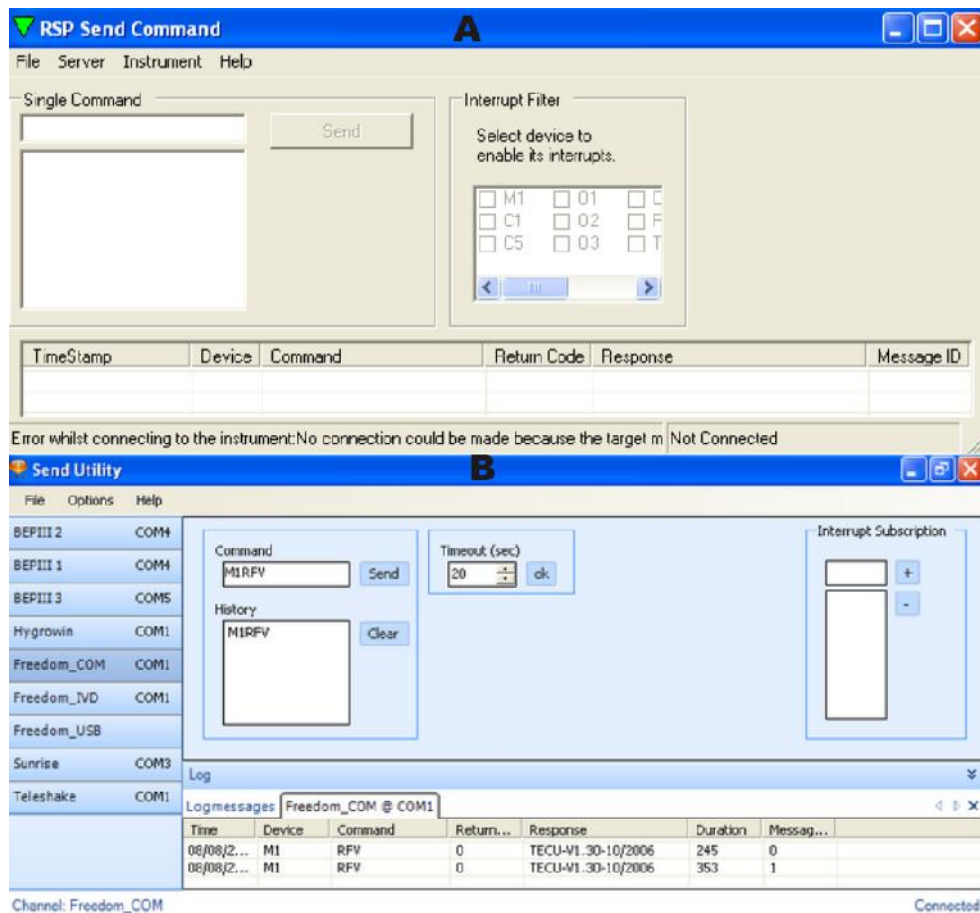 RSP Send Command A
File Server Instrument Help
Single Command
Send
Interrupt Filter
Select device to
enable its interrupts.
M1 O1
C1 O2
C5 O3
TimeStamp Device Command Return Code Response Message ID
Error whilst connecting to the instrument:No connection could be made because the target m Not Connected
Send Utility B
File Options Help
BEPIII 2 COM4
BEPIII 1 COM4
BEPIII 3 COM5
Hygrowin COM1
Freedom_COM COM1
Freedom_IVD COM1
Freedom_USB
Sunrise COM3
Teleshake COM1
Command
M1RFV Send
History
M1RFV Clear
Timeout (sec)
20 ok
Interrupt Subscription
+
-
Log
Logmessages Freedom_COM @ COM1
Time Device Command Return... Response Duration Messag...
08/08/2... M1 RFV 0 TECU-V1.30-10/2006 245 0
08/08/2... M1 RFV 0 TECU-V1.30-10/2006 353 1
Channel: Freedom_COM Connected